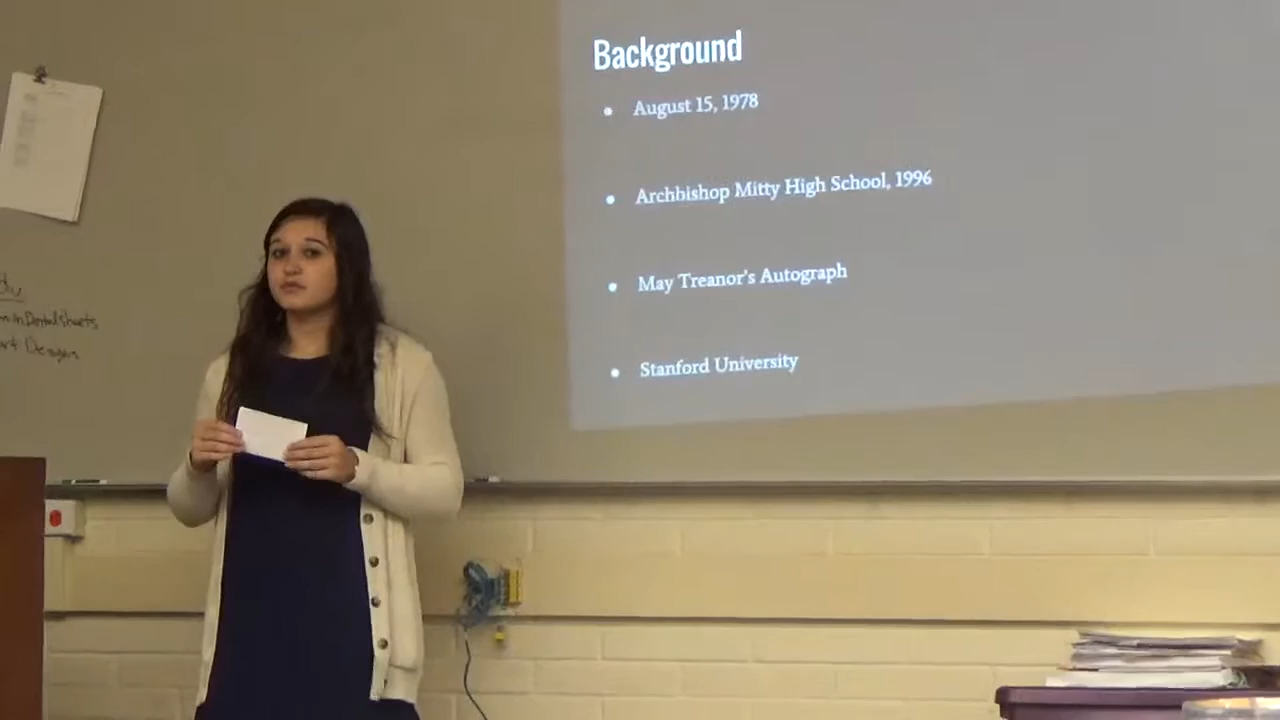 Background
August 15, 1978
Archbishop Mitty High School, 1996
May Treanor's Autograph
Stanford University